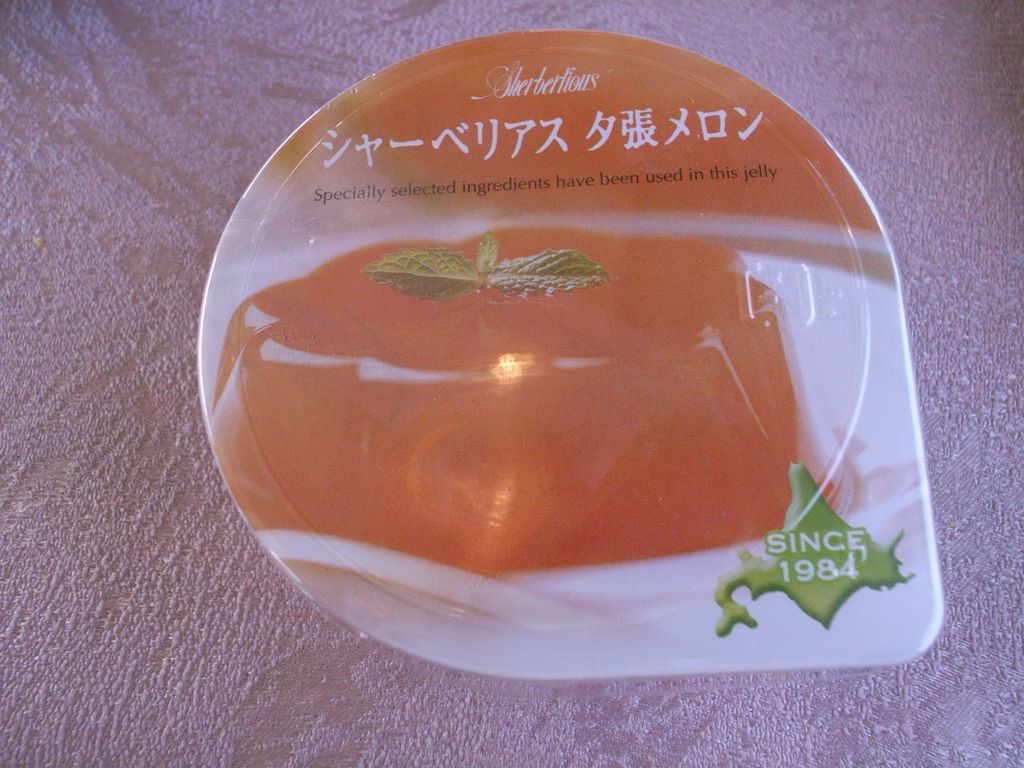 Sherbertious
シャーベリアス 夕張メロン
Specially selected ingredients have been used in this jelly
SINCE
1984